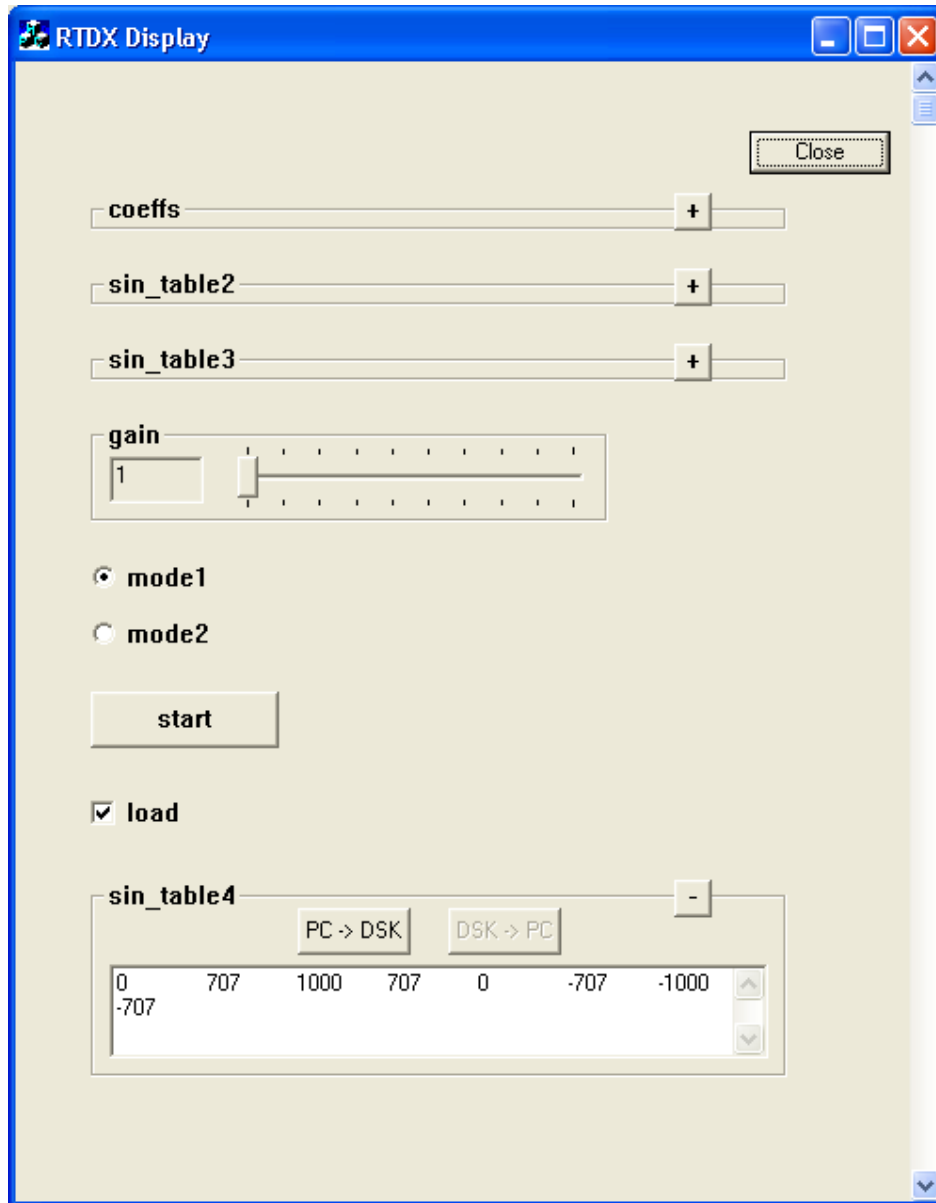 RTDX Display
Close
coeffs +
sin_table2 +
sin_table3 +
gain
1
mode1
mode2
start
load
sin_table4 -
PC -> DSK DSK -> PC
0 707 1000 707 0 -707 -1000
-707